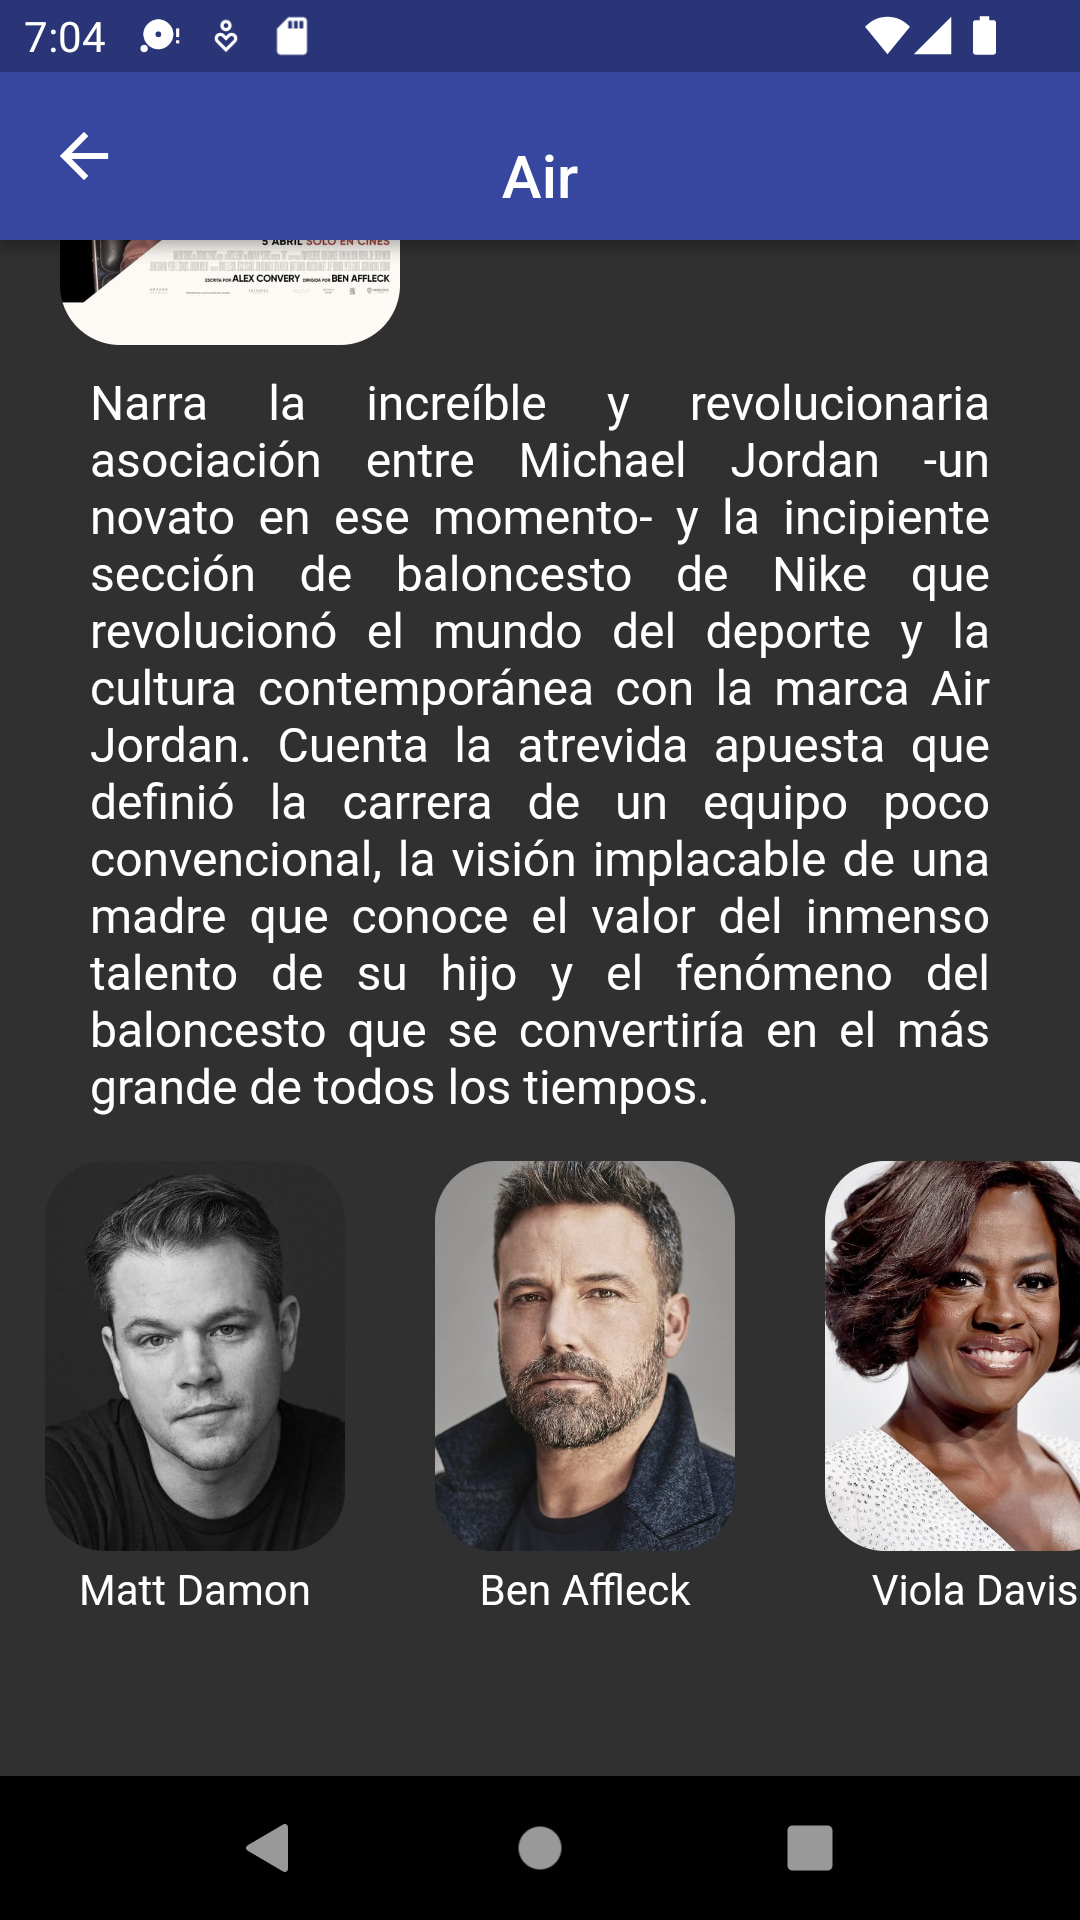 7:04
Air
5 ABRIL SOLO EN CINES
ESCRITA POR ALEX CONVERY DIRIGIDA POR BEN AFFLECK
Narra la increíble y revolucionaria
asociación entre Michael Jordan -un
novato en ese momento- y la incipiente
sección de baloncesto de Nike que
revolucionó el mundo del deporte y la
cultura contemporánea con la marca Air
Jordan. Cuenta la atrevida apuesta que
definió la carrera de un equipo poco
convencional, la visión implacable de una
madre que conoce el valor del inmenso
talento de su hijo y el fenómeno del
baloncesto que se convertiría en el más
grande de todos los tiempos.
Matt Damon
Ben Affleck
Viola Davis